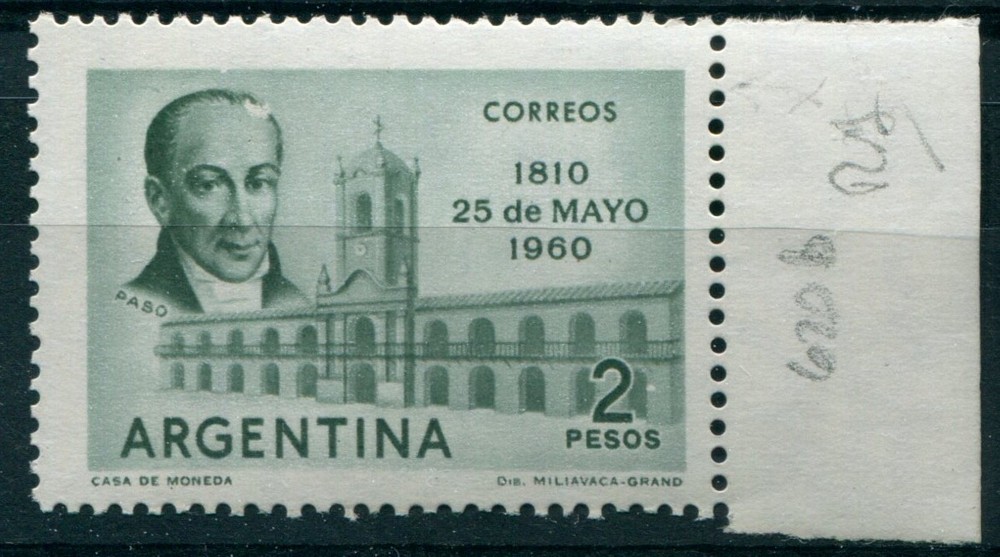 CORREOS
1810
25 de MAYO
1960
PASO
2
PESOS
ARGENTINA
CASA DE MONEDA
DIB. MILIAVACA-GRAND